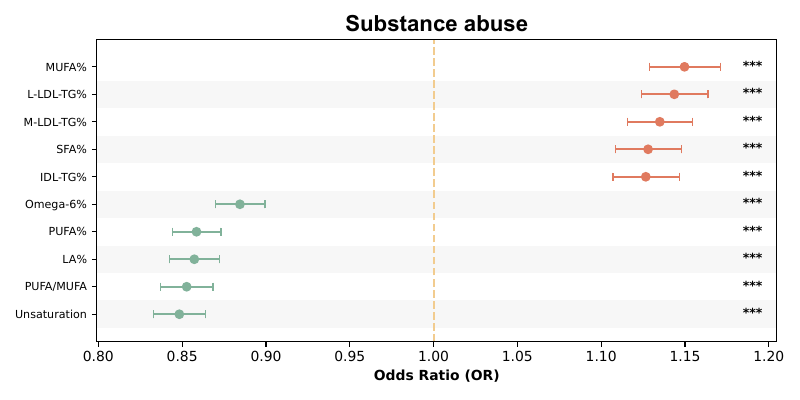 Substance abuse
MUFA% ***
L-LDL-TG% ***
M-LDL-TG% ***
SFA% ***
IDL-TG% ***
Omega-6% ***
PUFA% ***
LA% ***
PUFA/MUFA ***
Unsaturation ***
0.80 0.85 0.90 0.95 1.00 1.05 1.10 1.15 1.20
Odds Ratio (OR)